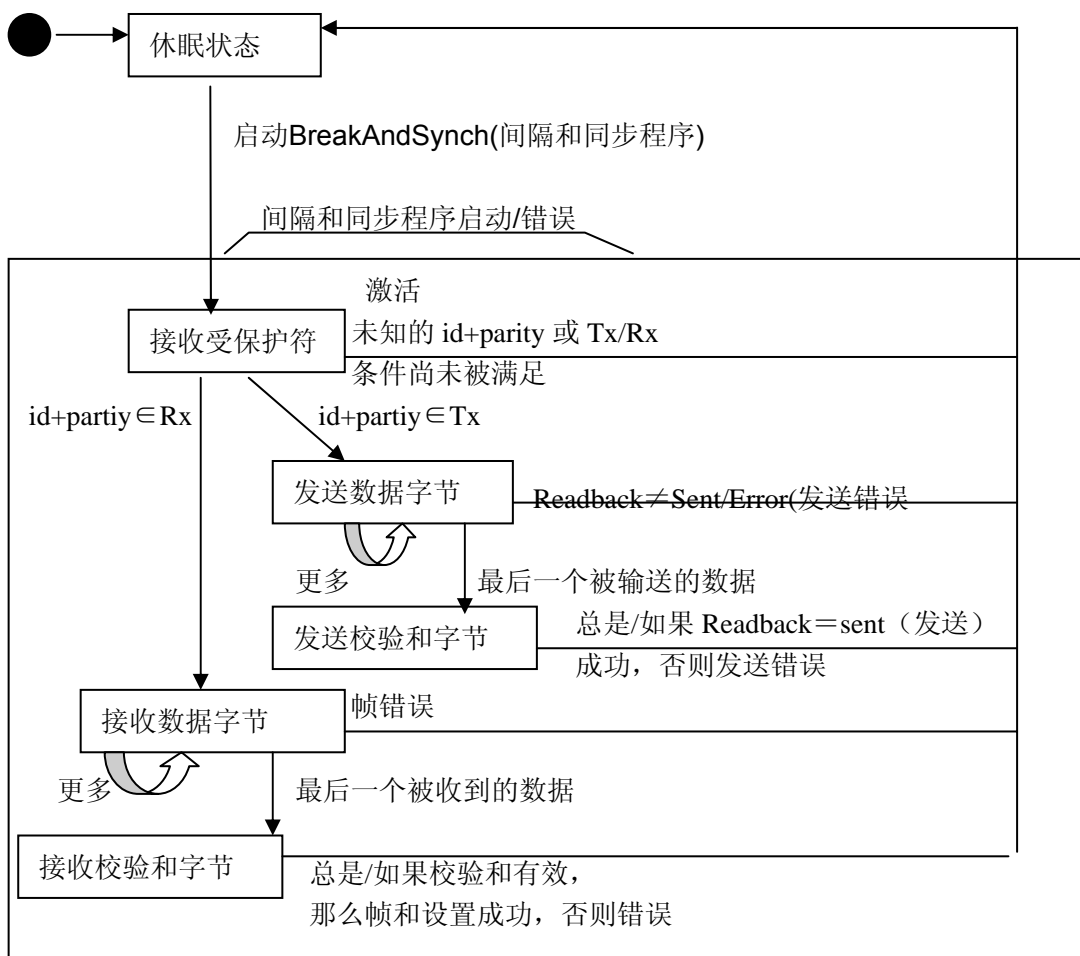 休眠状态
启动BreakAndSynch(间隔和同步程序)
间隔和同步程序启动/错误
激活
接收受保护符
未知的 id+parity 或 Tx/Rx
条件尚未被满足
id+partiy∈Rx
id+partiy∈Tx
发送数据字节
Readback≠Sent/Error(发送错误
更多
最后一个被输送的数据
发送校验和字节
总是/如果 Readback＝sent（发送）
成功，否则发送错误
接收数据字节
帧错误
更多
最后一个被收到的数据
接收校验和字节
总是/如果校验和有效，
那么帧和设置成功，否则错误